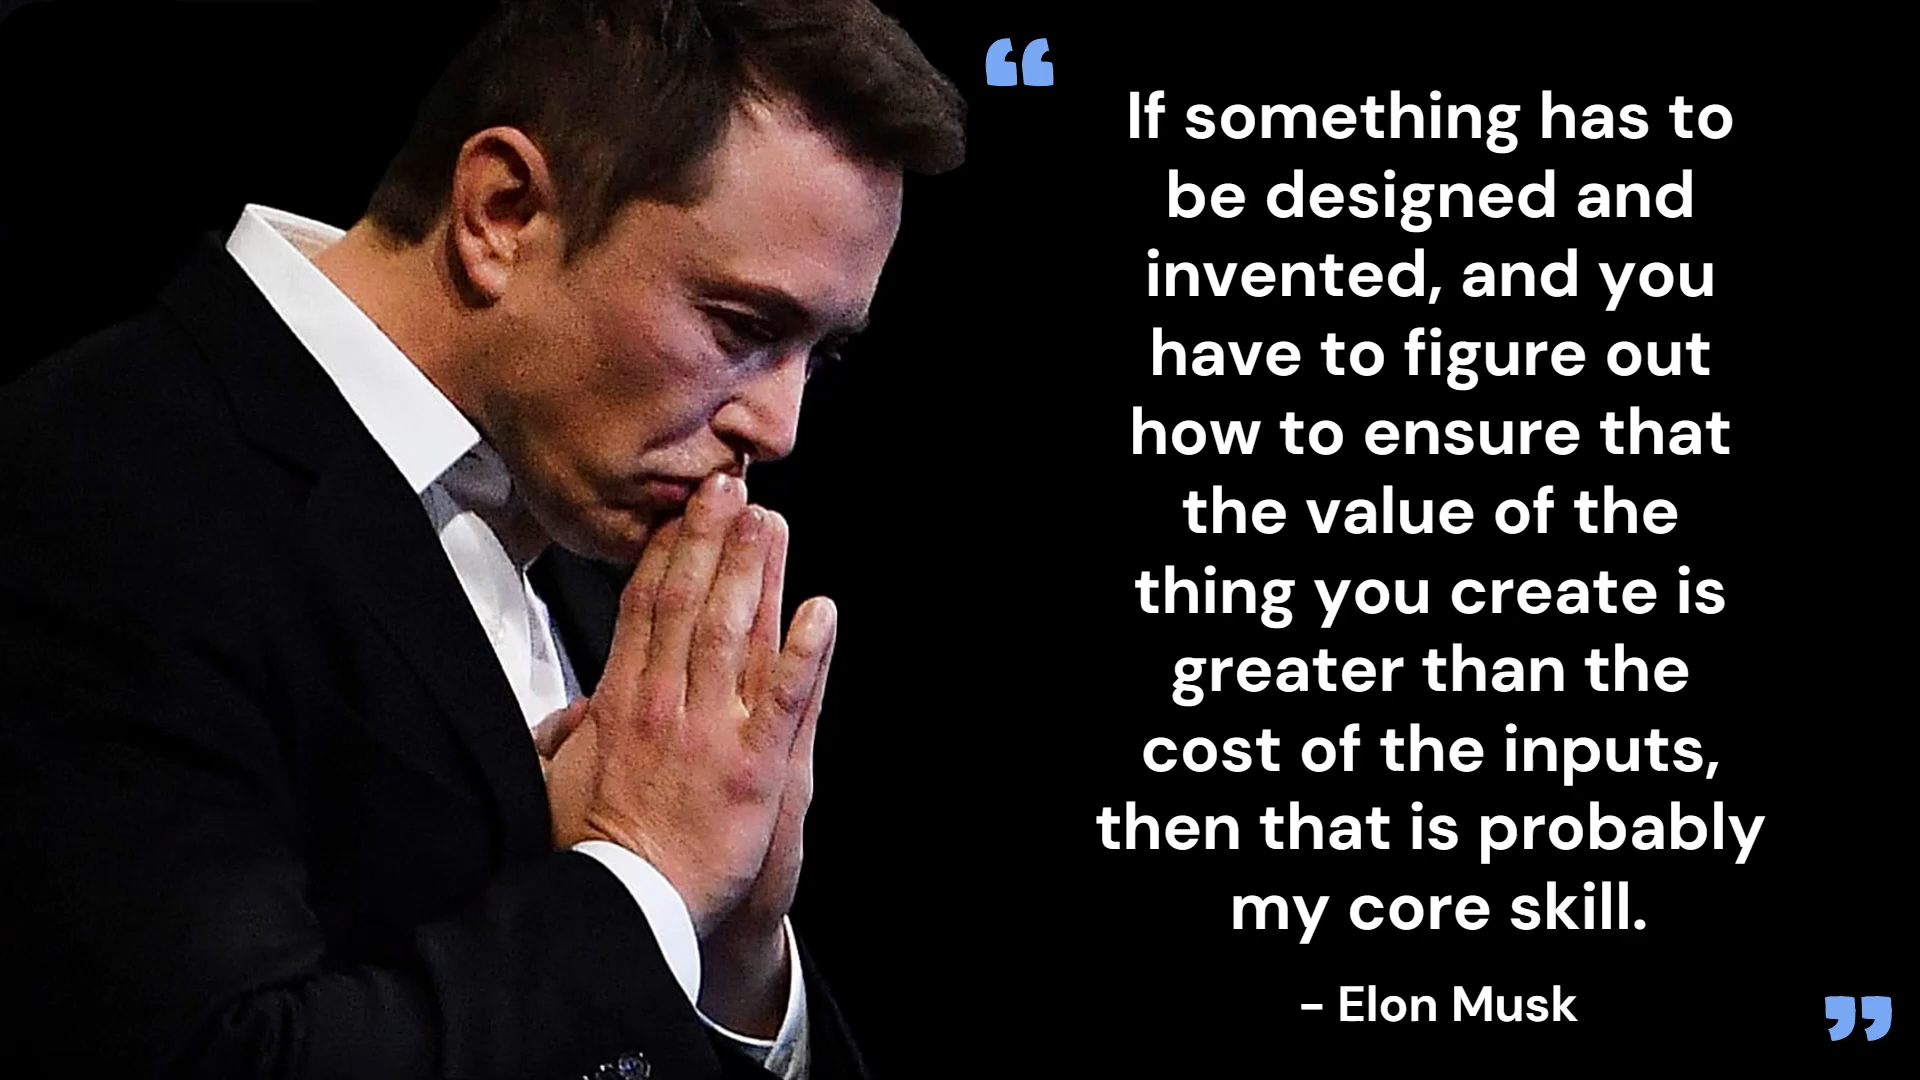 “
If something has to
be designed and
invented, and you
have to figure out
how to ensure that
the value of the
thing you create is
greater than the
cost of the inputs,
then that is probably
my core skill.
– Elon Musk
”